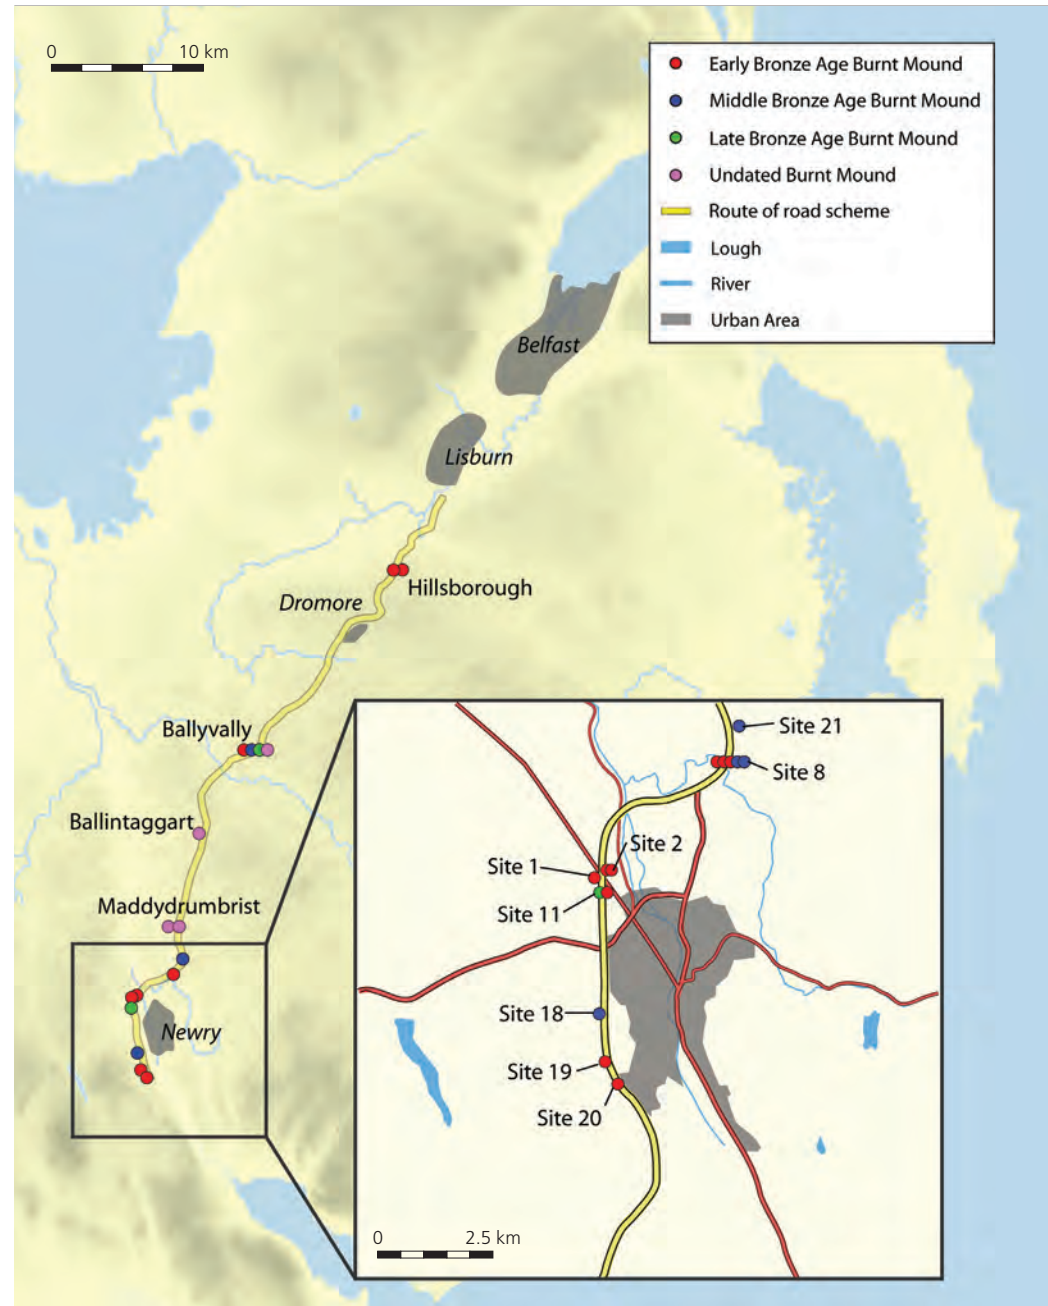 0 10 km
Early Bronze Age Burnt Mound
Middle Bronze Age Burnt Mound
Late Bronze Age Burnt Mound
Undated Burnt Mound
Route of road scheme
Lough
River
Urban Area
Belfast
Lisburn
Hillsborough
Dromore
Ballyvally
Ballintaggart
Maddydrumbrist
Newry
Site 21
Site 8
Site 2
Site 1
Site 11
Site 18
Site 19
Site 20
0 2.5 km